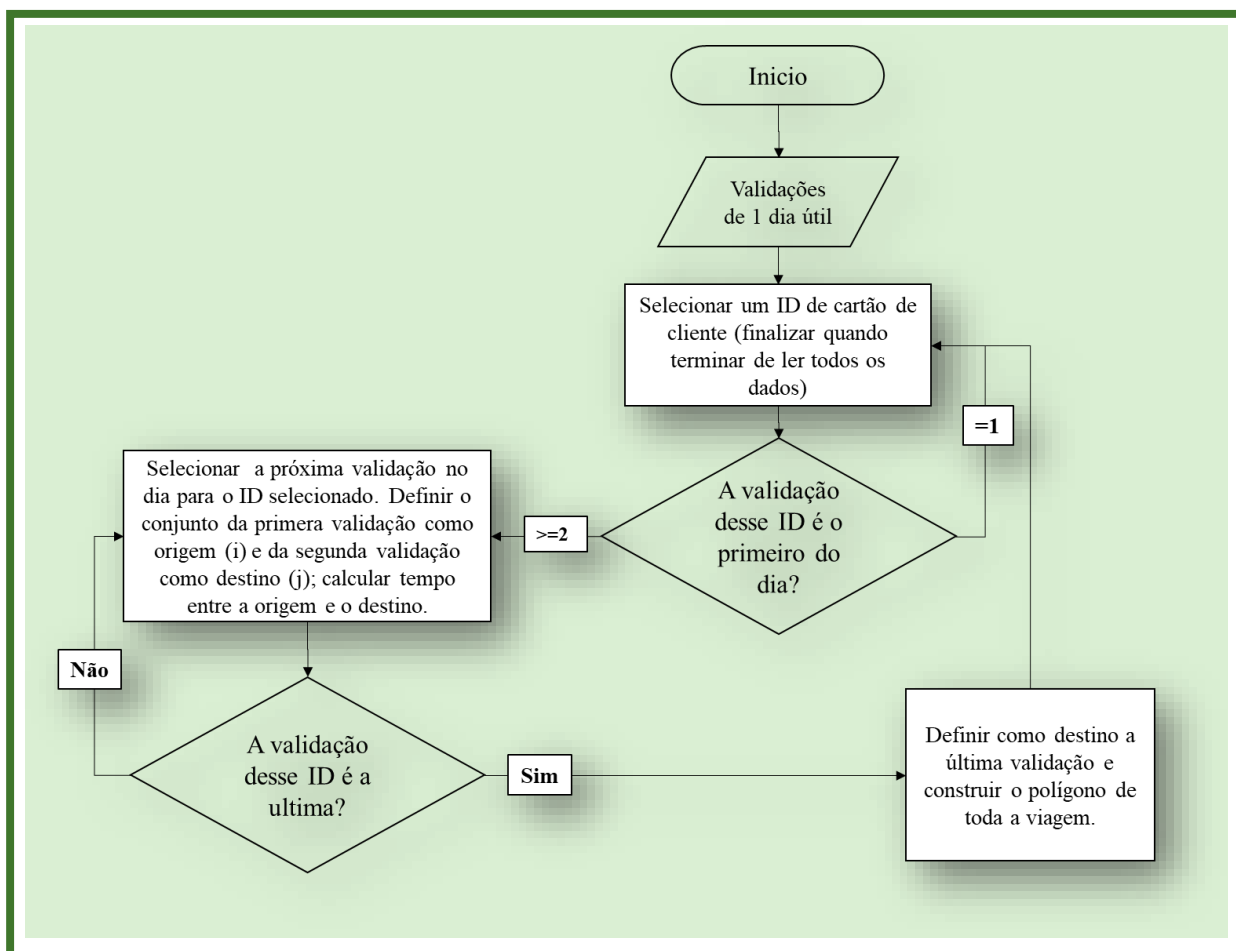 Inicio
Validações
de 1 dia útil
Selecionar um ID de cartão de
cliente (finalizar quando
terminar de ler todos os
dados)
=1
A validação
desse ID é o
primeiro do
dia?
>=2
Selecionar a próxima validação no
dia para o ID selecionado. Definir o
conjunto da primera validação como
origem (i) e da segunda validação
como destino (j); calcular tempo
entre a origem e o destino.
Não
A validação
desse ID é a
ultima?
Sim
Definir como destino a
última validação e
construir o polígono de
toda a viagem.